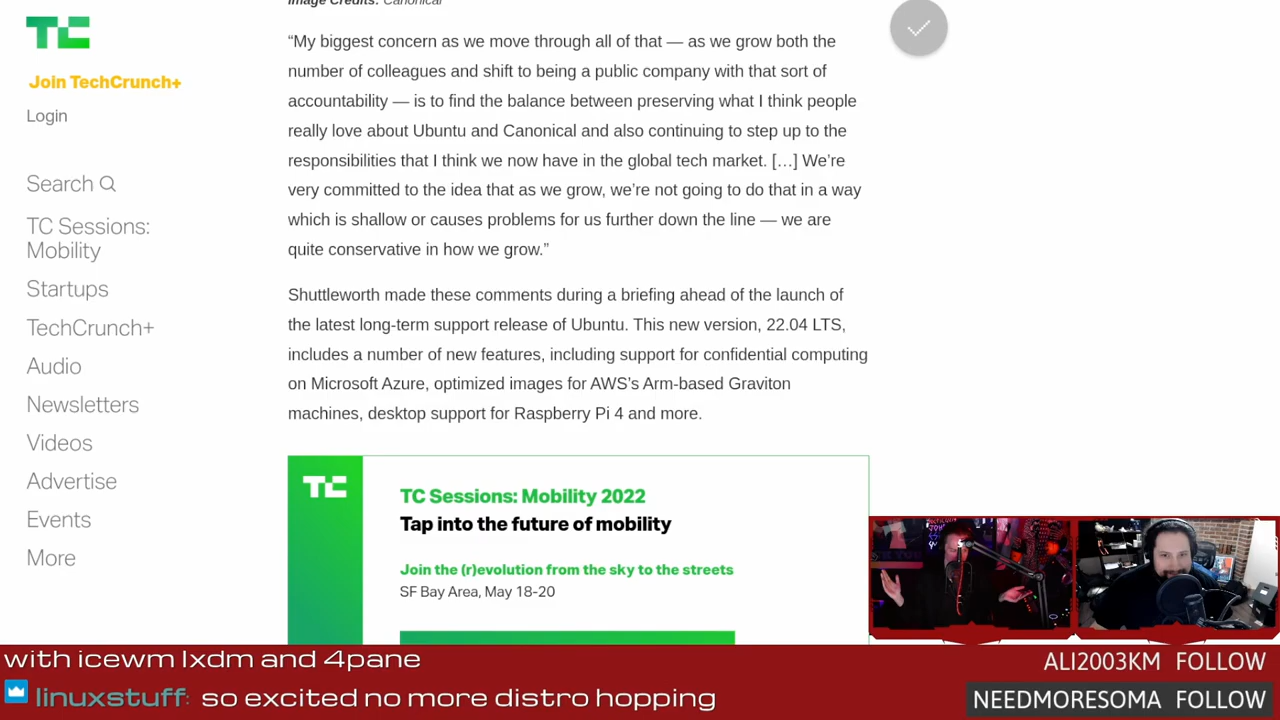 Image Credits: Canonical
TC
Join TechCrunch+
Login
Search
TC Sessions:
Mobility
Startups
TechCrunch+
Audio
Newsletters
Videos
Advertise
Events
More
“My biggest concern as we move through all of that — as we grow both the
number of colleagues and shift to being a public company with that sort of
accountability — is to find the balance between preserving what I think people
really love about Ubuntu and Canonical and also continuing to step up to the
responsibilities that I think we now have in the global tech market. […] We’re
very committed to the idea that as we grow, we’re not going to do that in a way
which is shallow or causes problems for us further down the line — we are
quite conservative in how we grow.”
Shuttleworth made these comments during a briefing ahead of the launch of
the latest long-term support release of Ubuntu. This new version, 22.04 LTS,
includes a number of new features, including support for confidential computing
on Microsoft Azure, optimized images for AWS’s Arm-based Graviton
machines, desktop support for Raspberry Pi 4 and more.
TC
TC Sessions: Mobility 2022
Tap into the future of mobility
Join the (r)evolution from the sky to the streets
SF Bay Area, May 18-20
with icewm lxdm and 4pane
linuxstuff: so excited no more distro hopping
ALI2003KM FOLLOW
NEEDMORESOMA FOLLOW